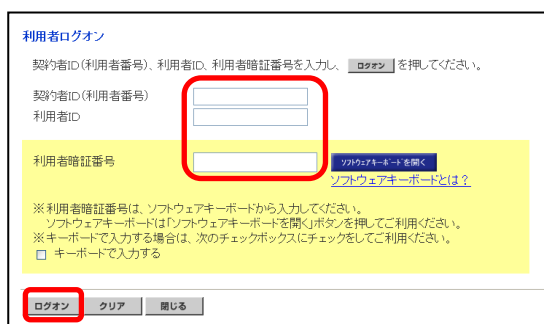 利用者ログオン
契約者ID(利用者番号)、利用者ID、利用者暗証番号を入力し、 ログオン を押してください。
契約者ID(利用者番号)
利用者ID
利用者暗証番号 ソフトウェアキーボードを開く
ソフトウェアキーボードとは?
※利用者暗証番号は、ソフトウェアキーボードから入力してください。
ソフトウェアキーボードは「ソフトウェアキーボードを開く」ボタンを押してご利用ください。
※キーボードで入力する場合は、次のチェックボックスにチェックをしてご利用ください。
キーボードで入力する
ログオン クリア 閉じる